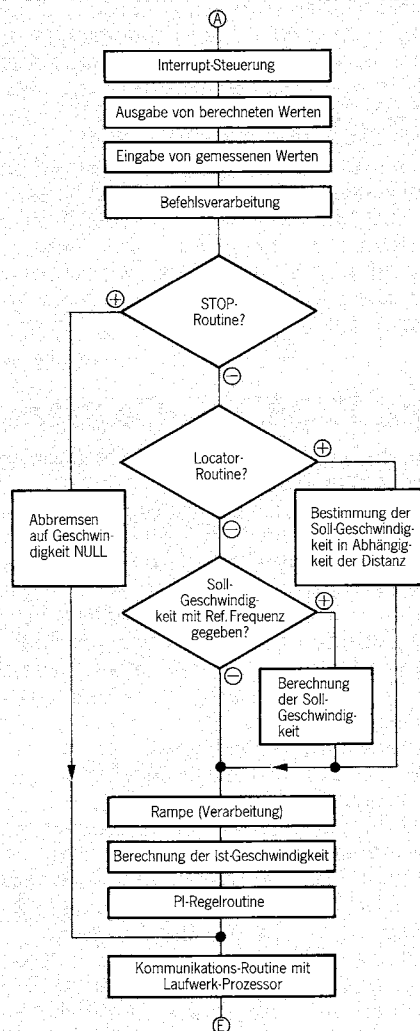 A
Interrupt-Steuerung
Ausgabe von berechneten Werten
Eingabe von gemessenen Werten
Befehlsverarbeitung
+
STOP-
Routine?
−
+
Locator-
Routine?
−
Abbremsen
auf Geschwin-
digkeit NULL
Bestimmung der
Soll-Geschwindig-
keit in Abhängig-
keit der Distanz
Soll-
Geschwindig-
keit mit Ref. Frequenz
gegeben?
+
−
Berechnung
der Soll-
Geschwindig-
keit
Rampe (Verarbeitung)
Berechnung der Ist-Geschwindigkeit
PI-Regelroutine
Kommunikations-Routine mit
Laufwerk-Prozessor
E